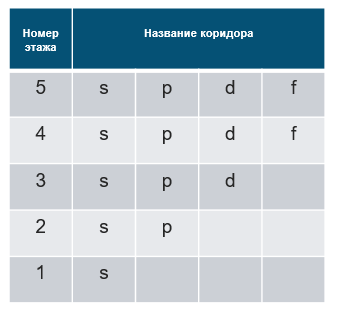 Номер этажа Название коридора
5 s p d f
4 s p d f
3 s p d
2 s p
1 s